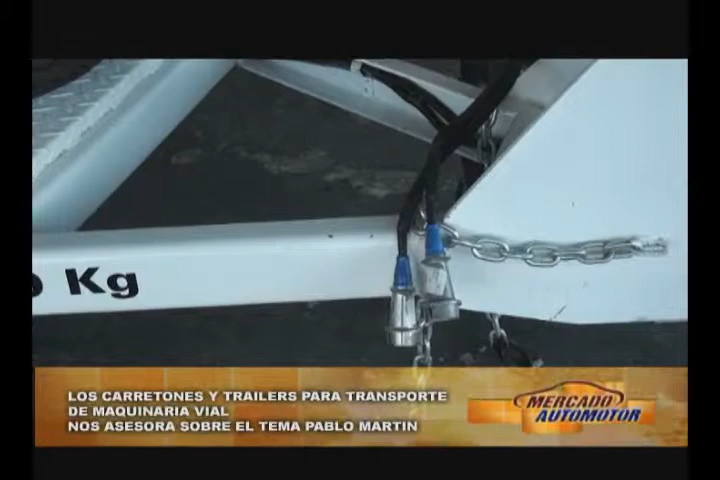 Kg
LOS CARRETONES Y TRAILERS PARA TRANSPORTE
DE MAQUINARIA VIAL
NOS ASESORA SOBRE EL TEMA PABLO MARTIN
MERCADO
AUTOMOTOR